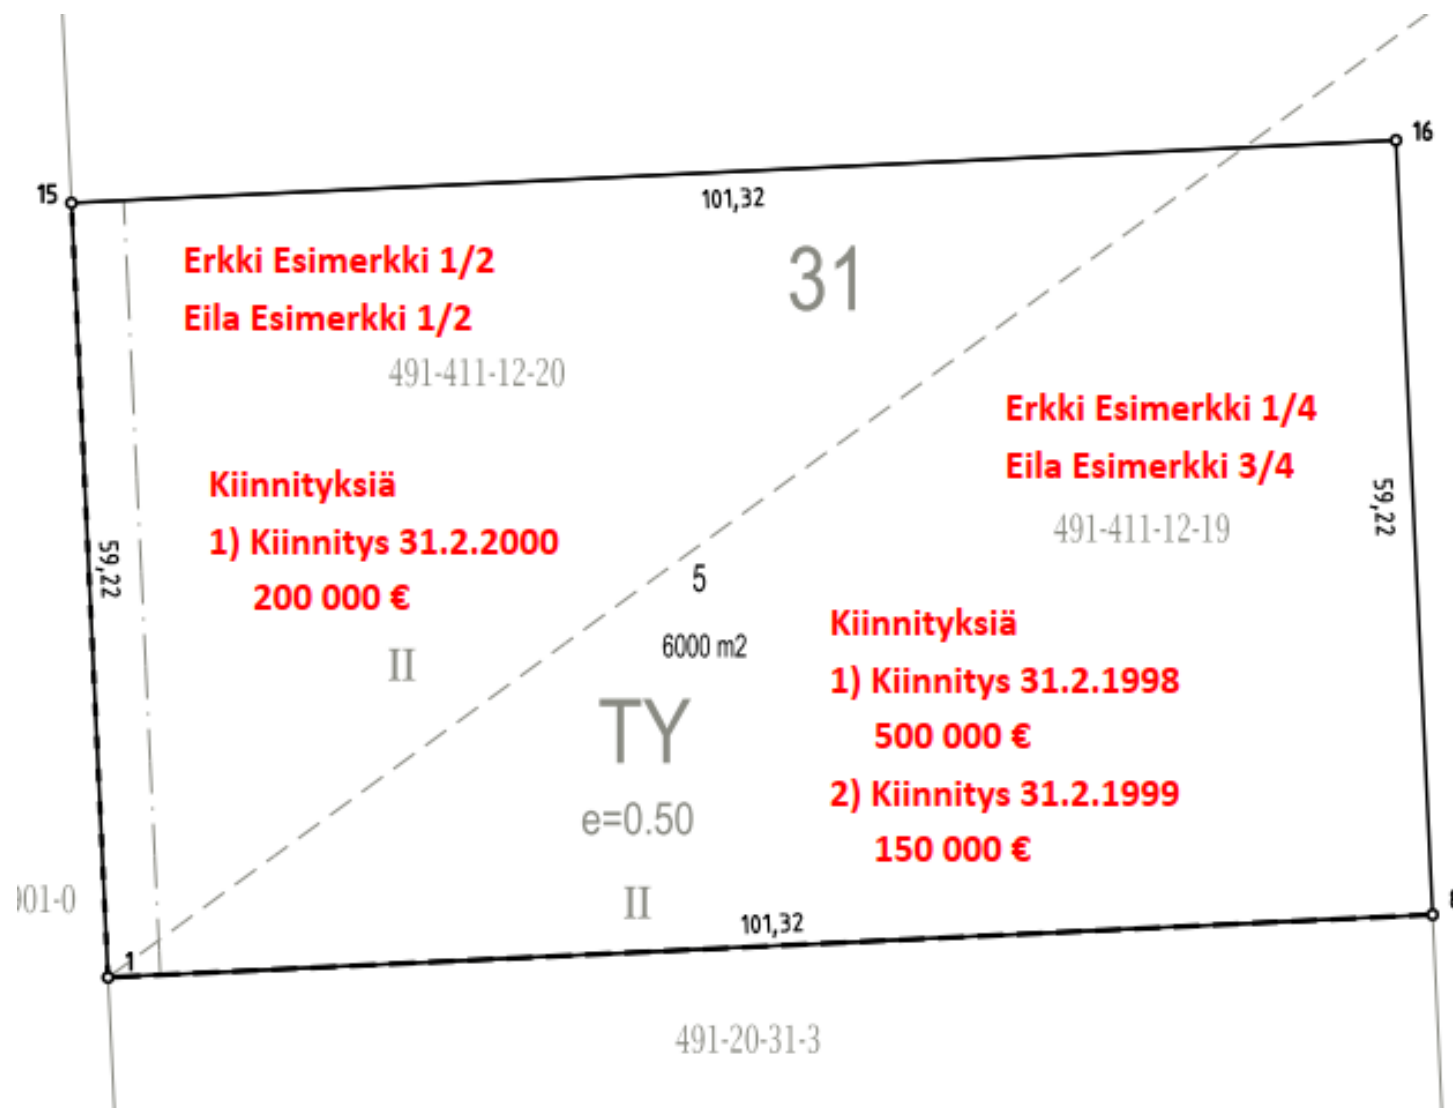 16
15
101,32
Erkki Esimerkki 1/2
Eila Esimerkki 1/2
31
491-411-12-20
Erkki Esimerkki 1/4
Eila Esimerkki 3/4
491-411-12-19
59,22
Kiinnityksiä
1) Kiinnitys 31.2.2000
200 000 €
59,22
II
5
6000 m2
TY
e=0.50
II
Kiinnityksiä
1) Kiinnitys 31.2.1998
500 000 €
2) Kiinnitys 31.2.1999
150 000 €
01-0
101,32
1
491-20-31-3